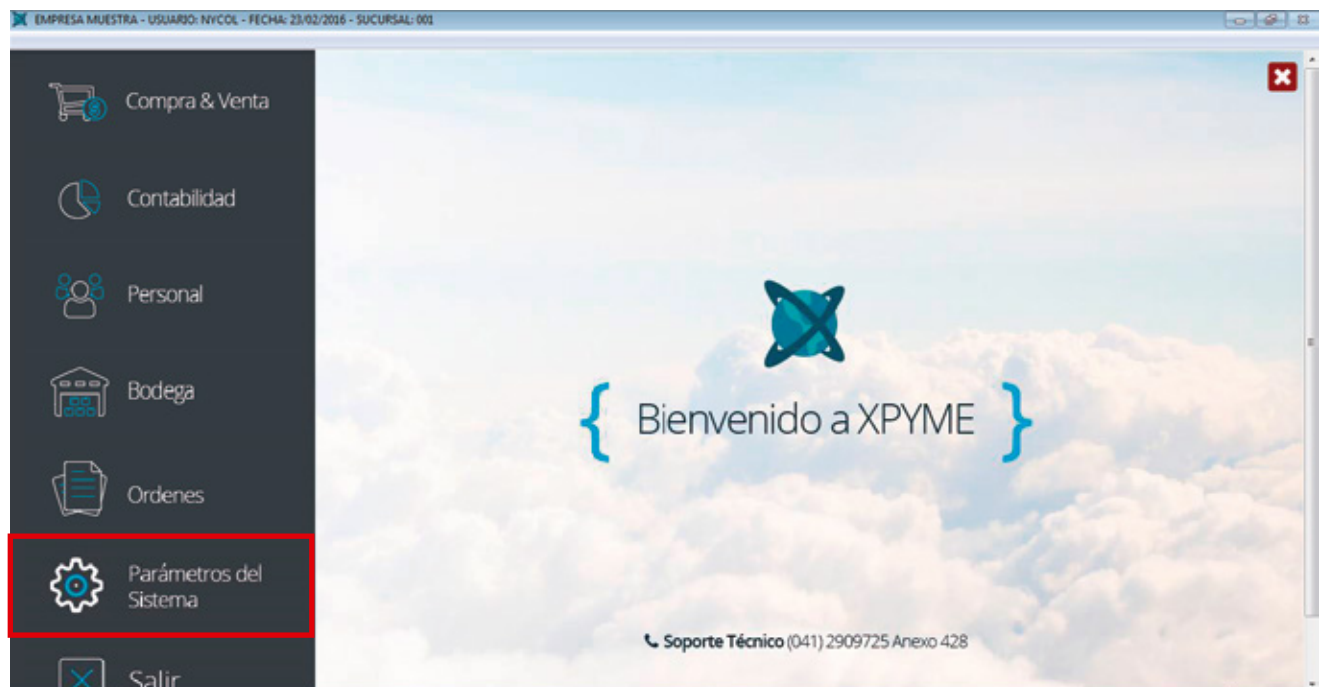 EMPRESA MUESTRA - USUARIO: NYCOL - FECHA: 23/02/2016 - SUCURSAL: 001
Compra & Venta
Contabilidad
Personal
Bodega
Ordenes
Parámetros del
Sistema
Salir
{ Bienvenido a XPYME }
Soporte Técnico (041) 2909725 Anexo 428